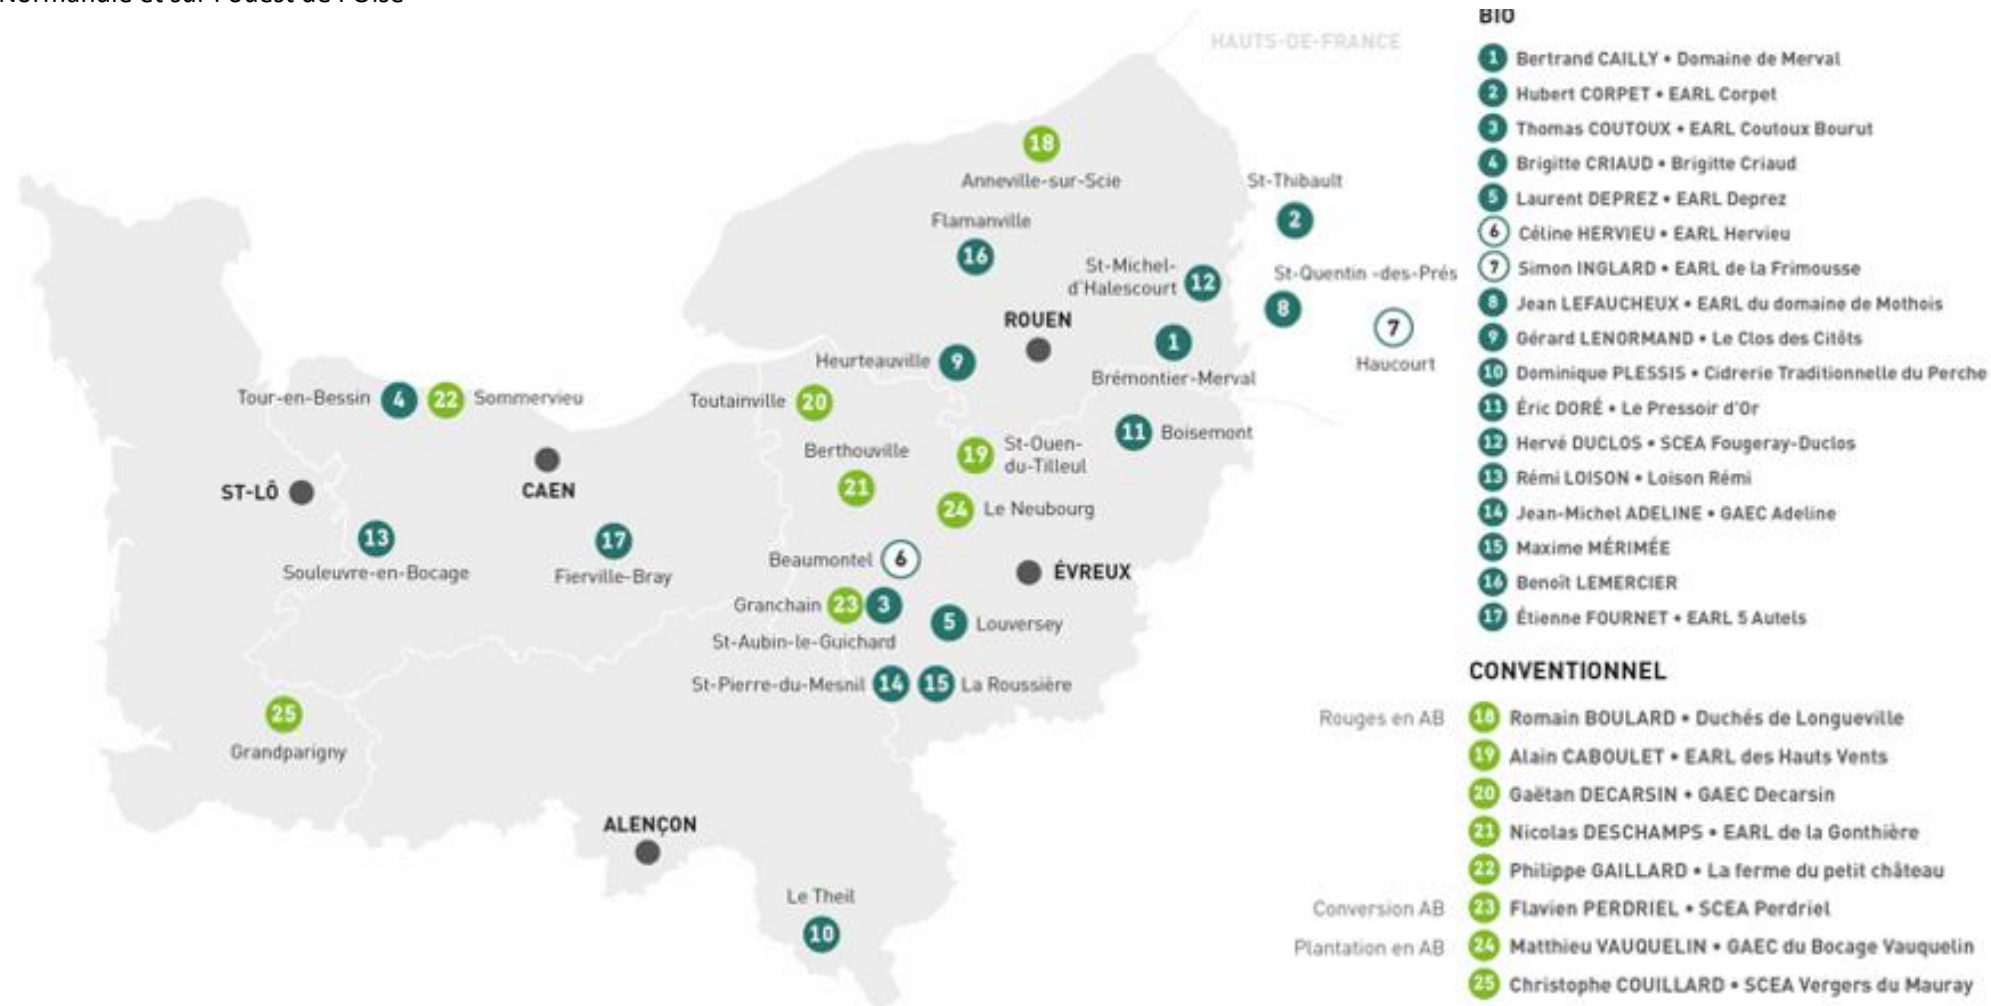 Normandie et sur l'ouest de l'Oise
HAUTS-DE-FRANCE
18
Anneville-sur-Scie
St-Thibault
2
Flamanville
16
St-Michel-
d'Halescourt
12
St-Quentin -des-Prés
8
7
Haucourt
ROUEN
1
Brémontier-Merval
Heurteauville
9
Tour-en-Bessin
4
22
Sommervieu
Toutainville
20
11
Boisemont
Berthouville
21
19
St-Ouen-
du-Tilleul
CAEN
ST-LÔ
24
Le Neubourg
13
Souleuvre-en-Bocage
17
Fierville-Bray
Beaumontel
6
ÉVREUX
Granchain
23
3
St-Aubin-le-Guichard
5
Louversey
St-Pierre-du-Mesnil
14
15
La Roussière
25
Grandparigny
ALENÇON
Le Theil
10
BIO
1 Bertrand CAILLY • Domaine de Merval
2 Hubert CORPET • EARL Corpet
3 Thomas COUTOUX • EARL Coutoux Bourut
4 Brigitte CRIAUD • Brigitte Criaud
5 Laurent DEPREZ • EARL Deprez
6 Céline HERVIEU • EARL Hervieu
7 Simon INGLARD • EARL de la Frimousse
8 Jean LEFAUCHEUX • EARL du domaine de Mothois
9 Gérard LENORMAND • Le Clos des Citôts
10 Dominique PLESSIS • Cidrerie Traditionnelle du Perche
11 Éric DORÉ • Le Pressoir d'Or
12 Hervé DUCLOS • SCEA Fougeray-Duclos
13 Rémi LOISON • Loison Rémi
14 Jean-Michel ADELINE • GAEC Adeline
15 Maxime MÉRIMÉE
16 Benoît LEMERCIER
17 Étienne FOURNET • EARL 5 Autels
CONVENTIONNEL
Rouges en AB 18 Romain BOULARD • Duchés de Longueville
19 Alain CABOULET • EARL des Hauts Vents
20 Gaëtan DECARSIN • GAEC Decarsin
21 Nicolas DESCHAMPS • EARL de la Gonthière
22 Philippe GAILLARD • La ferme du petit château
Conversion AB 23 Flavien PERDRIEL • SCEA Perdriel
Plantation en AB 24 Matthieu VAUQUELIN • GAEC du Bocage Vauquelin
25 Christophe COUILLARD • SCEA Vergers du Mauray